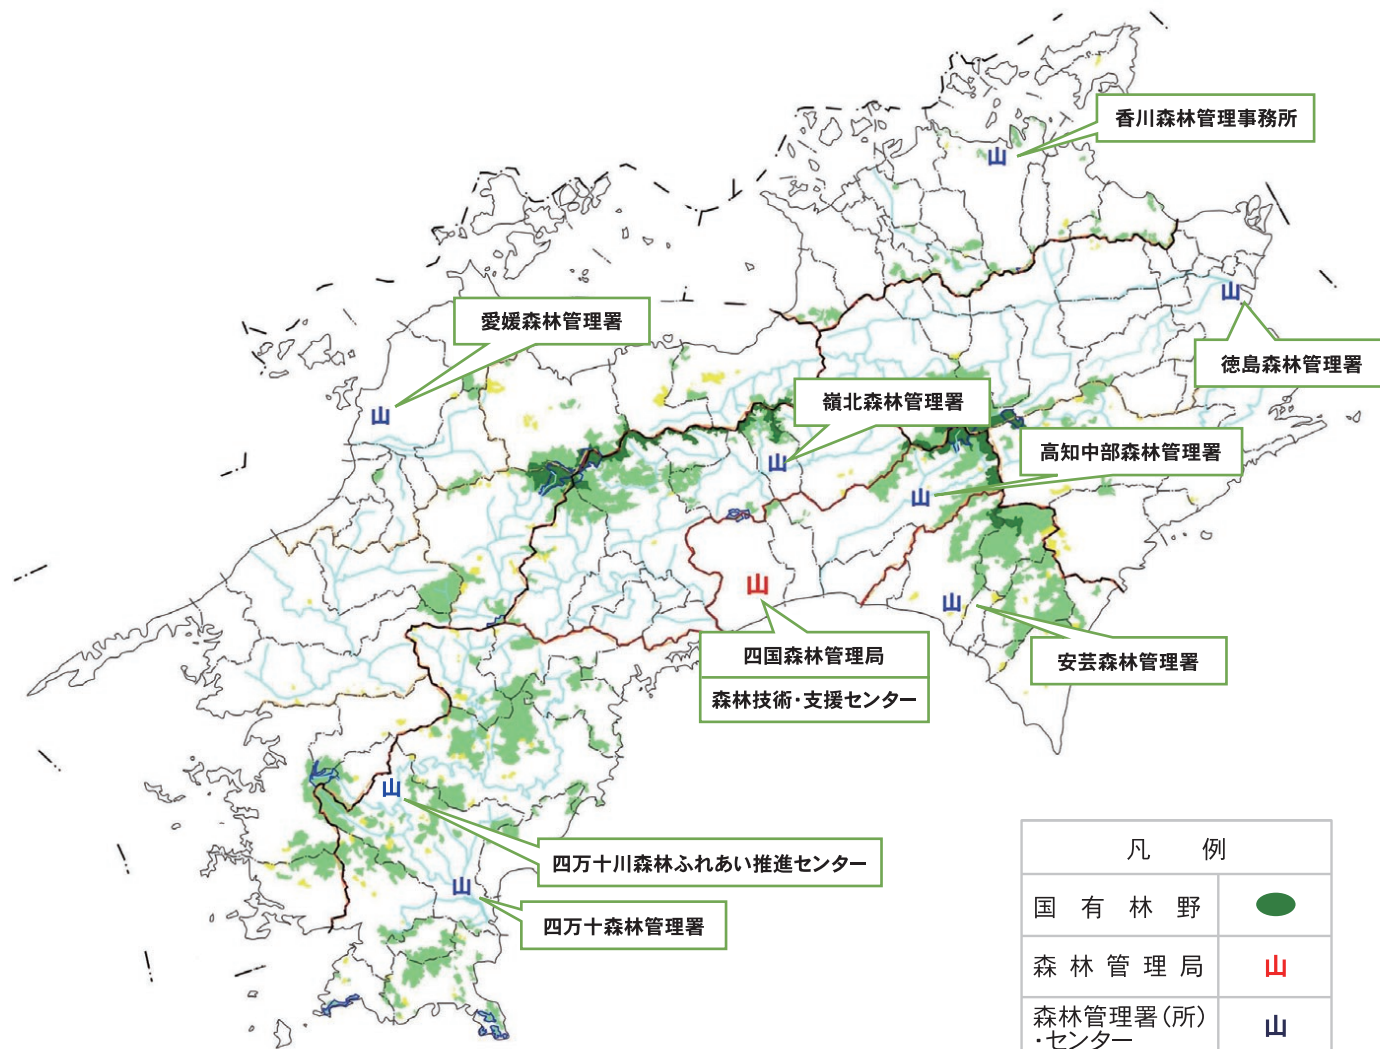 香川森林管理事務所
愛媛森林管理署
徳島森林管理署
嶺北森林管理署
高知中部森林管理署
四国森林管理局
森林技術・支援センター
安芸森林管理署
四万十川森林ふれあい推進センター
四万十森林管理署
凡 例
国有林野
森林管理局
森林管理署(所)
・センター